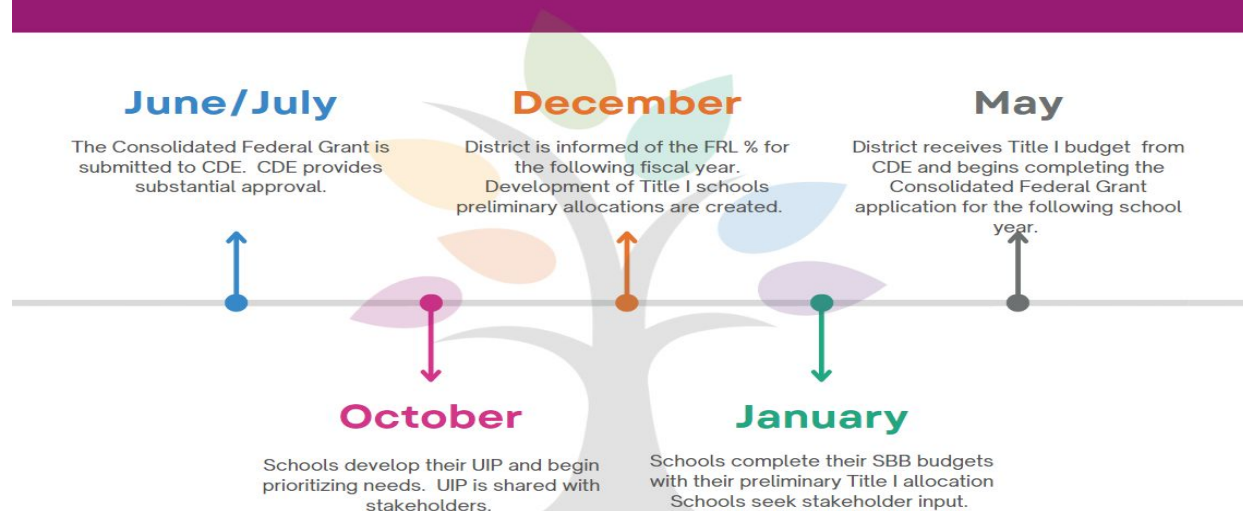 June/July
The Consolidated Federal Grant is
submitted to CDE.  CDE provides
substantial approval.
December
District is informed of the FRL % for
the following fiscal year.
Development of Title I schools
preliminary allocations are created.
May
District receives Title I budget  from
CDE and begins completing the
Consolidated Federal Grant
application for the following school
year.
October
Schools develop their UIP and begin
prioritizing needs.  UIP is shared with
stakeholders.
January
Schools complete their SBB budgets
with their preliminary Title I allocation
Schools seek stakeholder input.